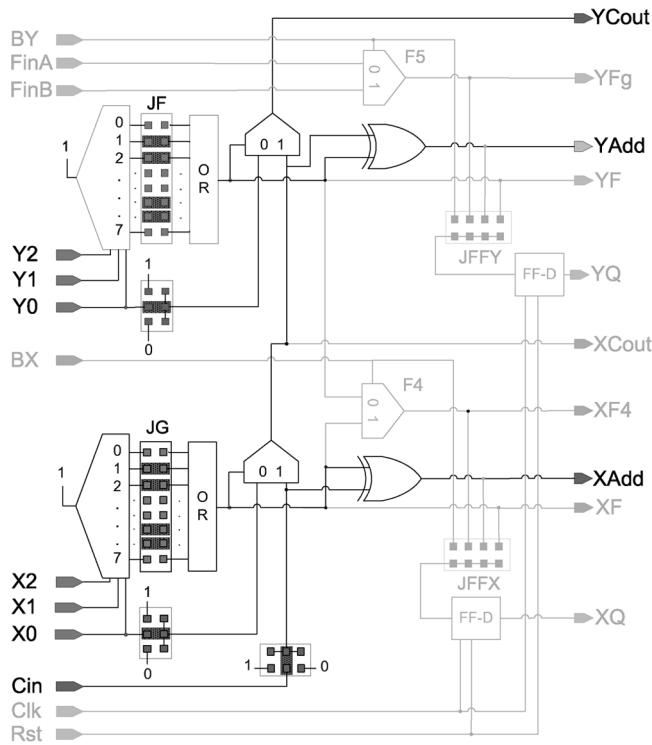 YCout
BY
FinA
FinB
F5
0
1
YFg
JF
0
1
2
.
.
.
7
1
O
R
0 1
YAdd
YF
Y2
Y1
Y0
1
0
JFFY
FF-D
YQ
XCout
BX
F4
0
1
XF4
JG
0
1
2
.
.
.
7
1
O
R
0 1
XAdd
XF
X2
X1
X0
1
0
JFFX
FF-D
XQ
1
0
Cin
Clk
Rst